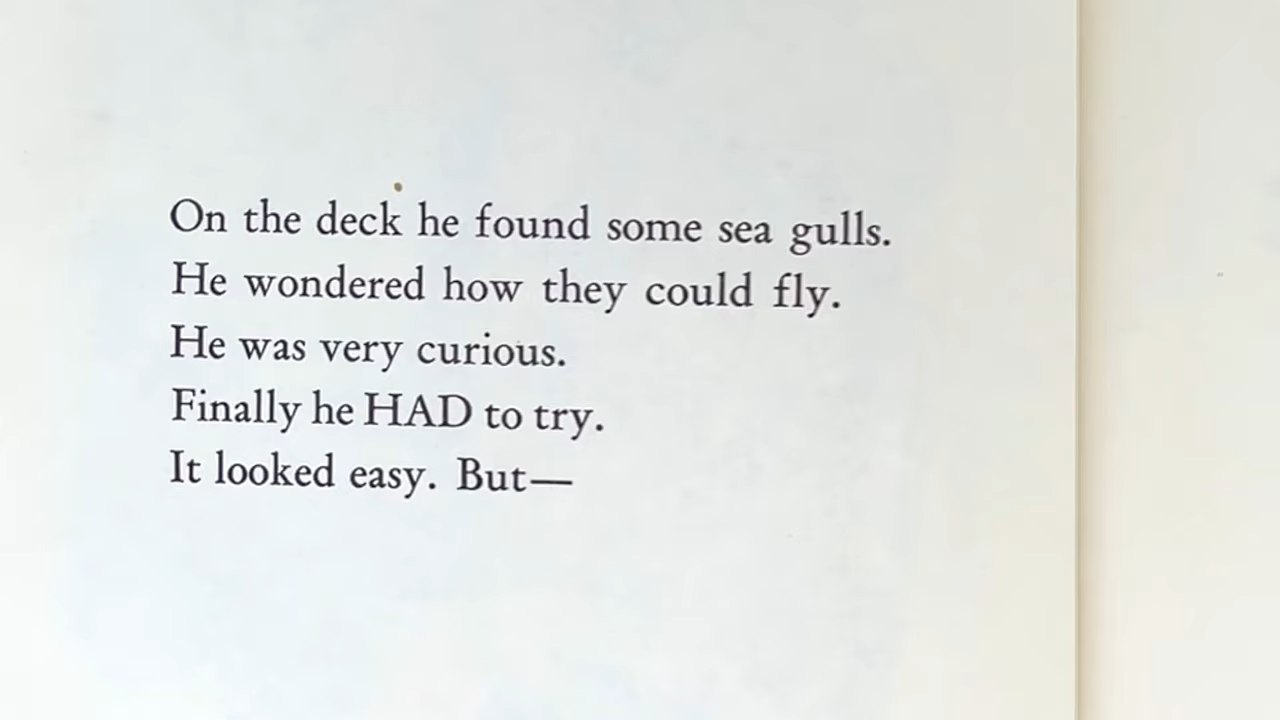 On the deck he found some sea gulls.
He wondered how they could fly.
He was very curious.
Finally he HAD to try.
It looked easy. But—